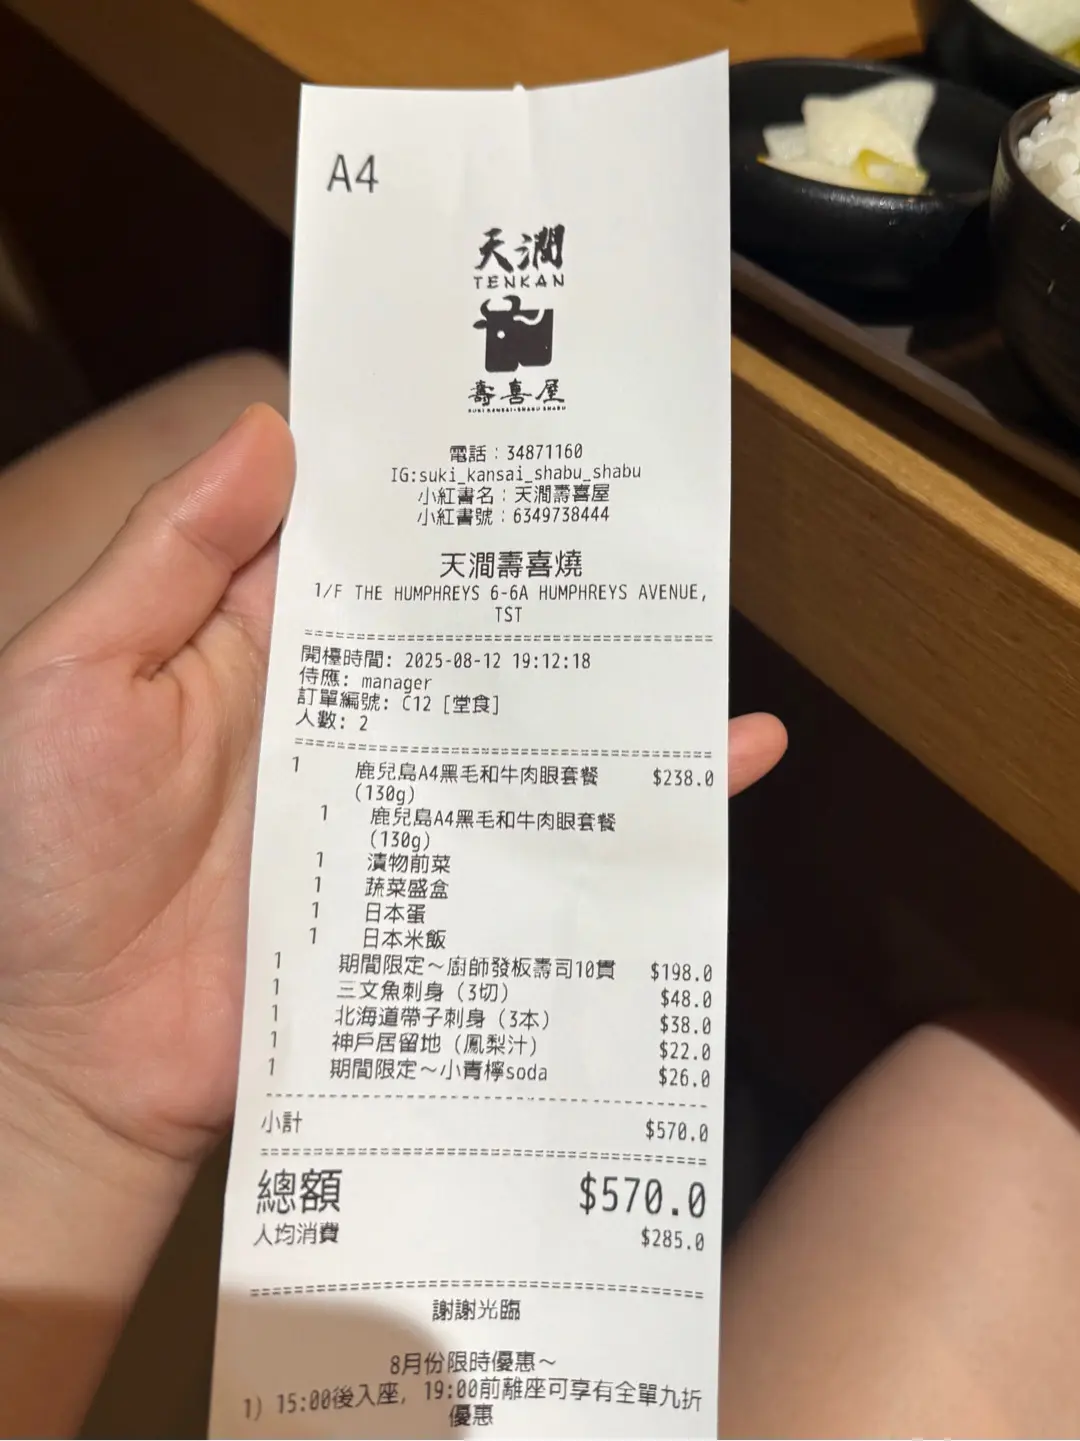 A4
天澗
TENKAN
壽喜屋
SUKI KANSAI·SHABU SHABU
電話：34871160
IG:suki_kansai_shabu_shabu
小紅書名：天澗壽喜屋
小紅書號：6349738444
天澗壽喜燒
1/F THE HUMPHREYS 6-6A HUMPHREYS AVENUE,
TST
開檯時間: 2025-08-12 19:12:18
侍應: manager
訂單編號: C12 [堂食]
人數: 2
1 鹿兒島A4黑毛和牛肉眼套餐 $238.0
(130g)
1 鹿兒島A4黑毛和牛肉眼套餐
(130g)
1 漬物前菜
1 蔬菜盛盒
1 日本蛋
1 日本米飯
1 期間限定～廚師發板壽司10貫 $198.0
1 三文魚刺身（3切） $48.0
1 北海道帶子刺身（3本） $38.0
1 神戶居留地（鳳梨汁） $22.0
1 期間限定～小青檸soda $26.0
小計 $570.0
總額 $570.0
人均消費 $285.0
謝謝光臨
8月份限時優惠～
1) 15:00後入座, 19:00前離座可享有全單九折
優惠